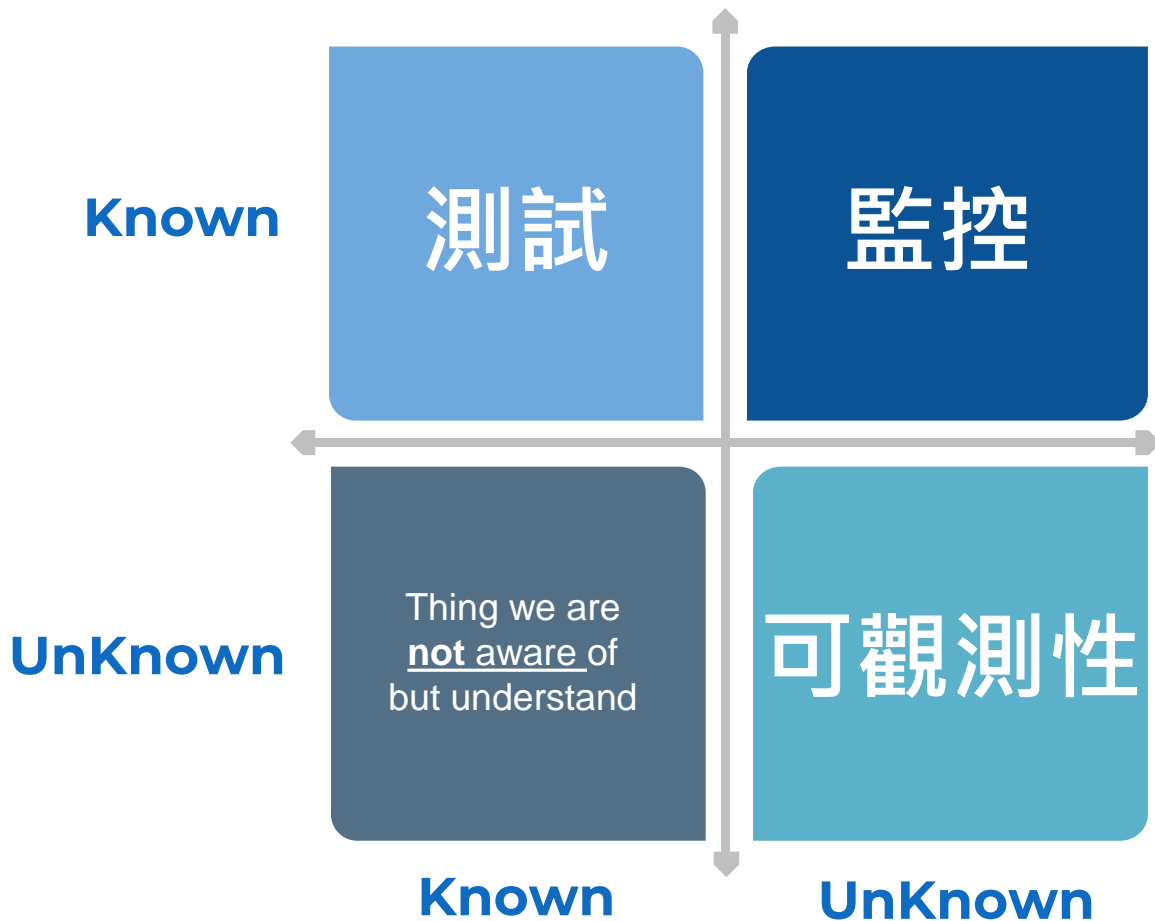 Known
測試
監控
UnKnown
Thing we are
not aware of
but understand
可觀測性
Known
UnKnown